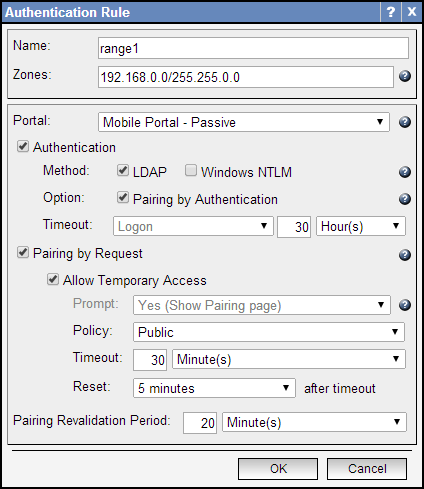 Authentication Rule ? X
Name: range1
Zones: 192.168.0.0/255.255.0.0 ?
Portal: Mobile Portal - Passive ?
Authentication
Method: LDAP Windows NTLM ?
Option: Pairing by Authentication ?
Timeout: Logon 30 Hour(s)
Pairing by Request ?
Allow Temporary Access
Prompt: Yes (Show Pairing page) ?
Policy: Public
Timeout: 30 Minute(s)
Reset: 5 minutes after timeout
Pairing Revalidation Period: 20 Minute(s)
OK Cancel